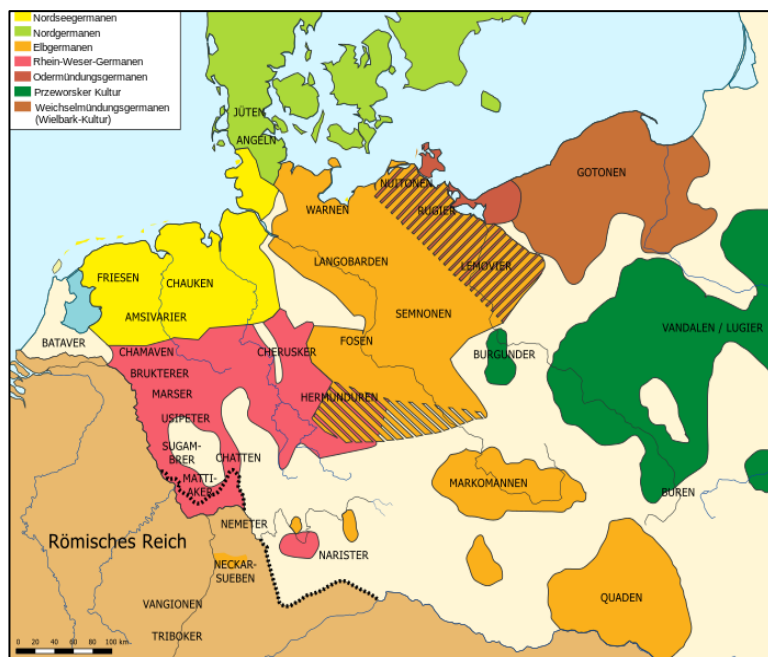 Nordseegermanen
Nordgermanen
Elbgermanen
Rhein-Weser-Germanen
Odermündungsgermanen
Przeworsker Kultur
Weichselmündungsgermanen
(Wielbark-Kultur)
JÜTEN
ANGELN
GOTONEN
NUITONEN
WARNEN
RUGIER
LANGOBARDEN
LEMOVIER
FRIESEN
CHAUKEN
AMSIVARIER
SEMNONEN
VANDALEN / LUGIER
BATAVER
FOSEN
CHAMAVEN
CHERUSKER
BURGUNDER
BRUKTERER
MARSER
HERMUNDUREN
USIPETER
SUGAM-
BRER
CHATTEN
MATTI-
AKER
MARKOMANNEN
BUREN
NEMETER
Römisches Reich
NARISTER
NECKAR-
SUEBEN
QUADEN
VANGIONEN
TRIBOKER
0 20 40 60 80 100 km